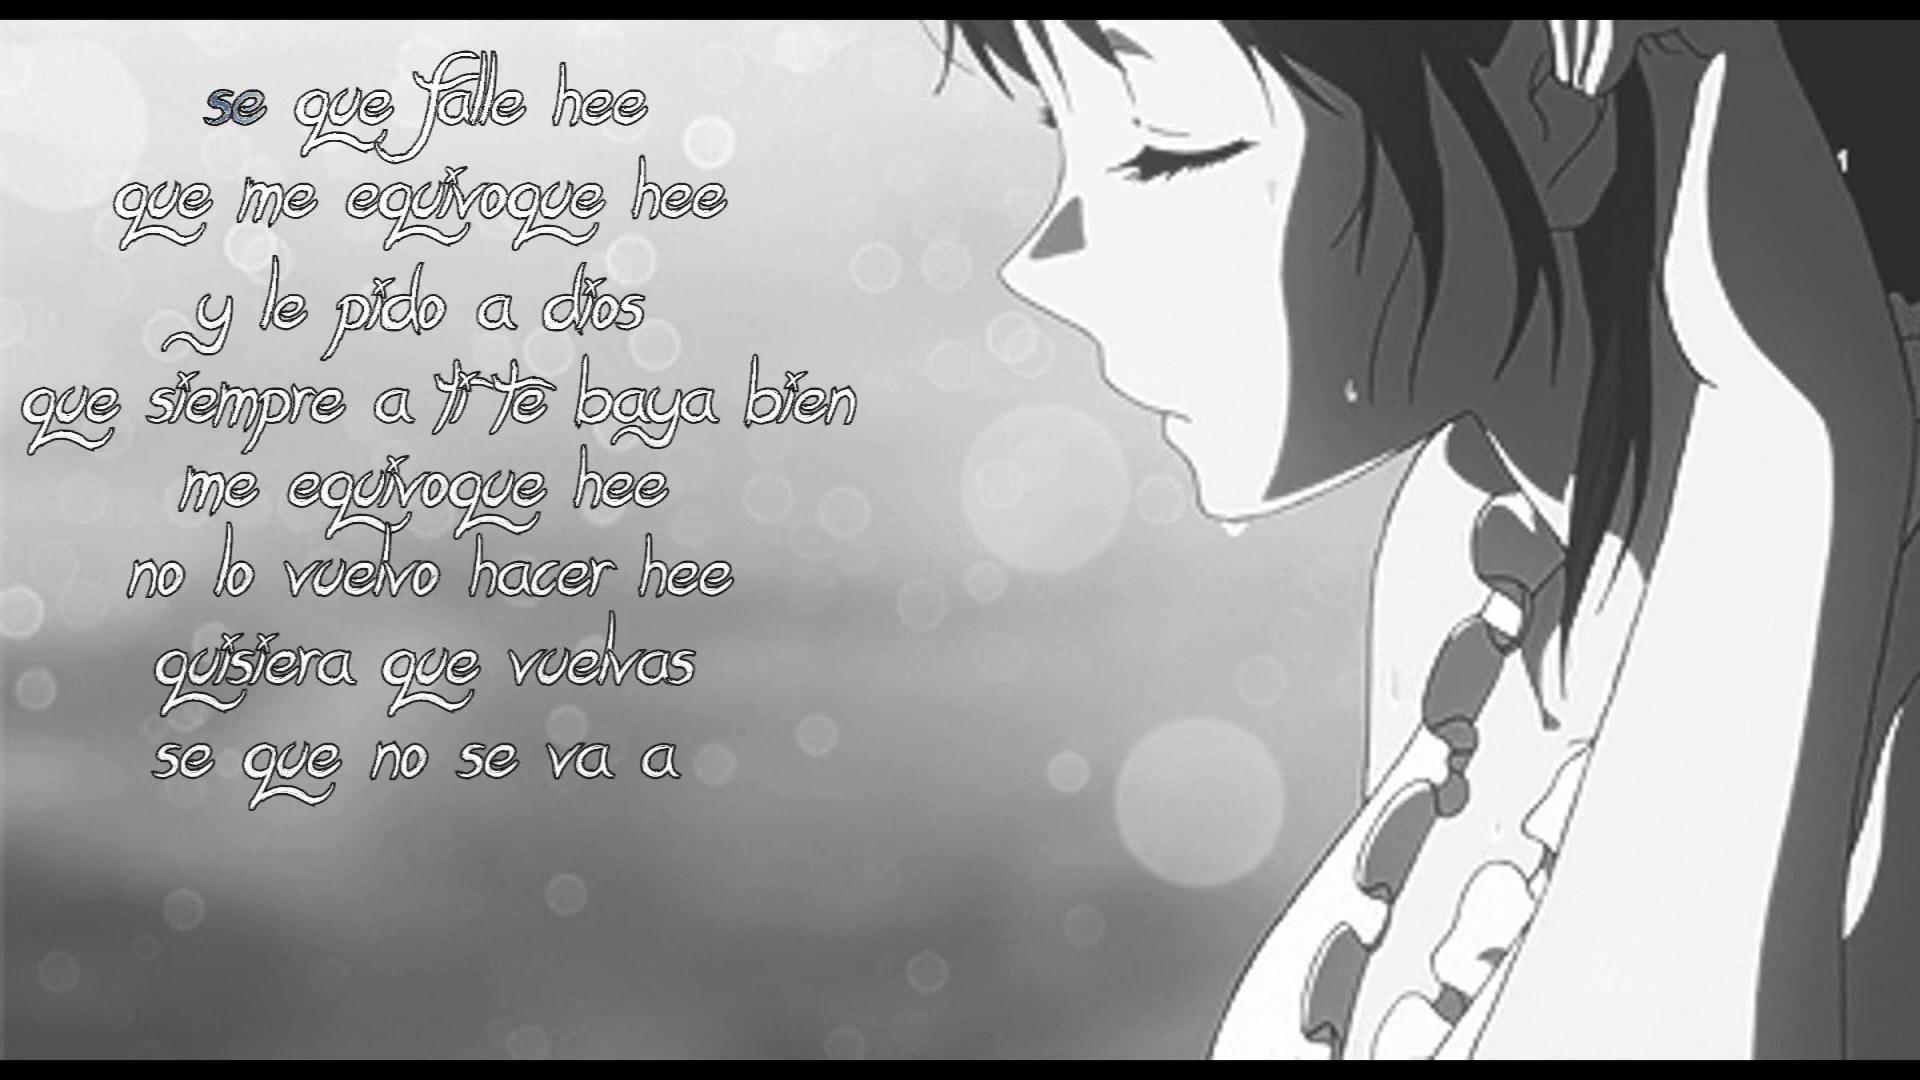 se que falle hee
que me equivoque hee
y le pido a dios
que siempre a ti te baya bien
me equivoque hee
no lo vuelvo hacer hee
quisiera que vuelvas
se que no se va a